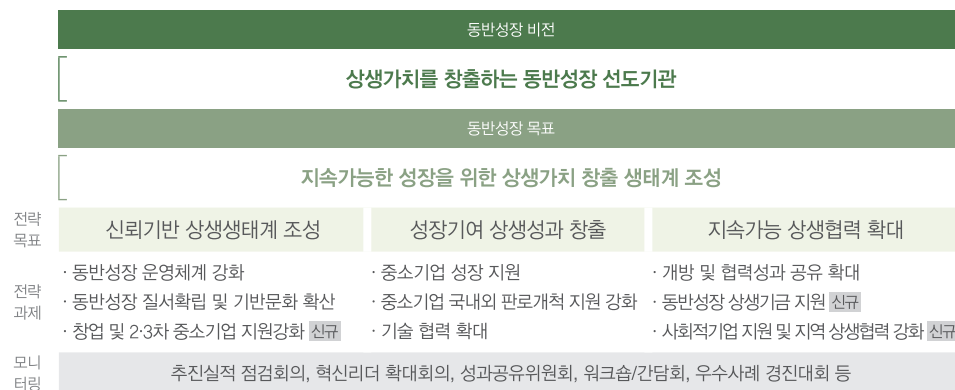 동반성장 비전
상생가치를 창출하는 동반성장 선도기관
동반성장 목표
지속가능한 성장을 위한 상생가치 창출 생태계 조성
전략
목표
신뢰기반 상생생태계 조성
성장기여 상생성과 창출
지속가능 상생협력 확대
전략
과제
· 동반성장 운영체계 강화
· 동반성장 질서확립 및 기반문화 확산
· 창업 및 2·3차 중소기업 지원강화 신규
· 중소기업 성장 지원
· 중소기업 국내외 판로개척 지원 강화
· 기술 협력 확대
· 개방 및 협력성과 공유 확대
· 동반성장 상생기금 지원 신규
· 사회적기업 지원 및 지역 상생협력 강화 신규
모니
터링
추진실적 점검회의, 혁신리더 확대회의, 성과공유위원회, 워크숍/간담회, 우수사례 경진대회 등